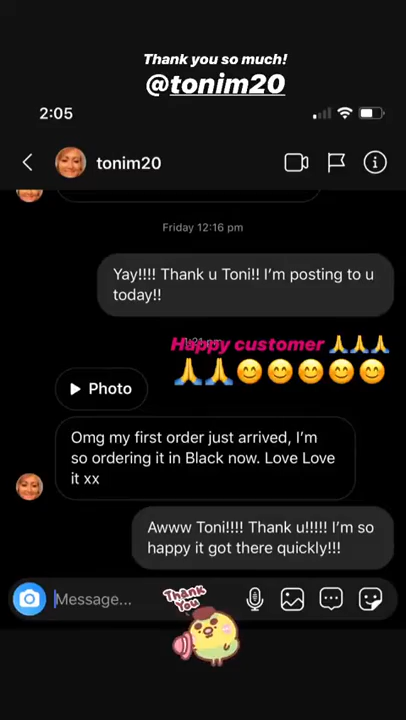 Thank you so much!
@tonim20
2:05
tonim20
Friday 12:16 pm
Yay!!!! Thank u Toni!! I'm posting to u
today!!
Happy customer 🙏🙏🙏
🙏🙏😊😊😊😊😊
Photo
Omg my first order just arrived, I'm
so ordering it in Black now. Love Love
it xx
Awww Toni!!!! Thank u!!!!! I'm so
happy it got there quickly!!!
Message...
Thank
You